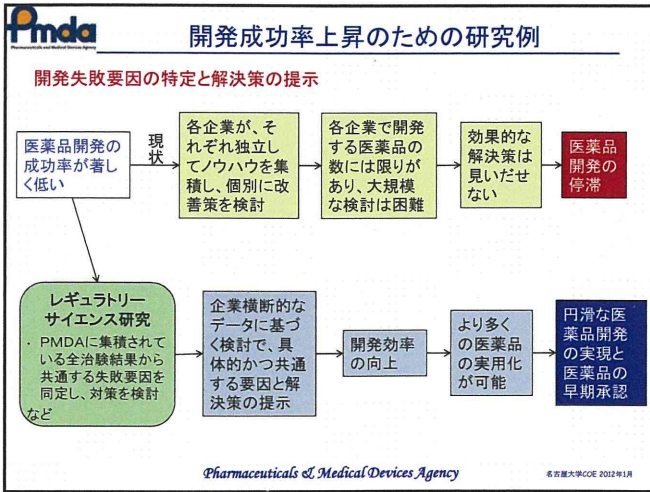 Pmda
Pharmaceuticals and Medical Devices Agency
開発成功率上昇のための研究例
開発失敗要因の特定と解決策の提示
医薬品開発の
成功率が著し
く低い
現状
各企業が、そ
れぞれ独立し
てノウハウを集
積し、個別に改
善策を検討
各企業で開発
する医薬品の
数には限りが
あり、大規模
な検討は困難
効果的な
解決策は
見いだせ
ない
医薬品
開発の
停滞
レギュラトリー
サイエンス研究
・ PMDAに集積されて
いる全治験結果から
共通する失敗要因を
同定し、対策を検討
など
企業横断的な
データに基づ
く検討で、具
体的かつ共通
する要因と解
決策の提示
開発効率
の向上
より多く
の医薬品
の実用化
が可能
円滑な医
薬品開発
の実現と
医薬品の
早期承認
Pharmaceuticals & Medical Devices Agency
名古屋大学COE 2012年1月